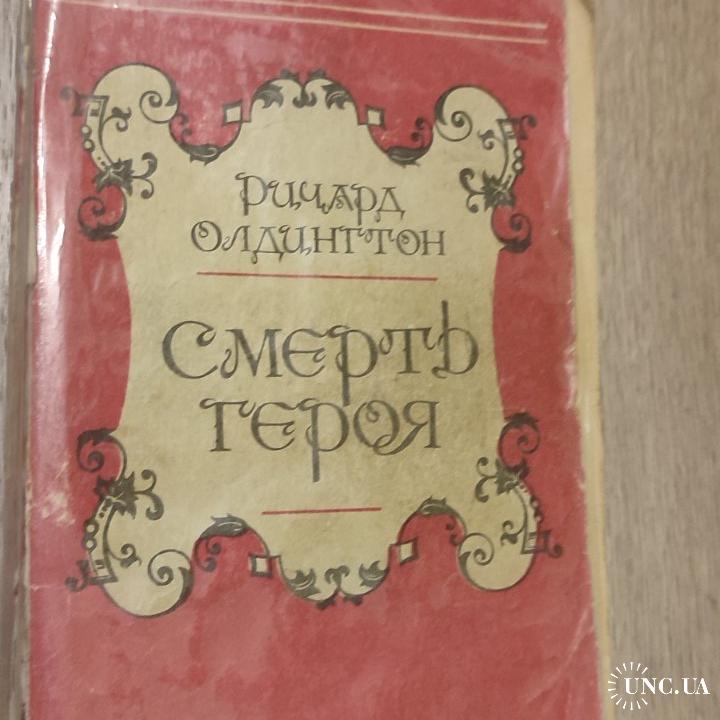 Ричард
Олдингтон
Смерть
героя
UNC.UA